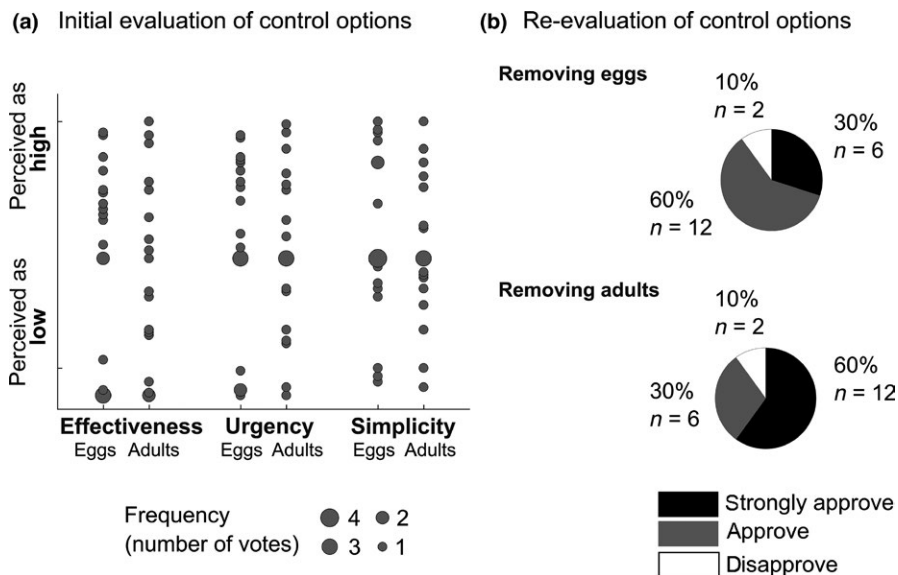 (a) Initial evaluation of control options
Perceived as
high
Perceived as
low
Effectiveness Urgency Simplicity
Eggs Adults Eggs Adults Eggs Adults
Frequency
(number of votes)
4 2
3 1
(b) Re-evaluation of control options
Removing eggs
10%
n = 2
30%
n = 6
60%
n = 12
Removing adults
10%
n = 2
60%
n = 12
30%
n = 6
Strongly approve
Approve
Disapprove